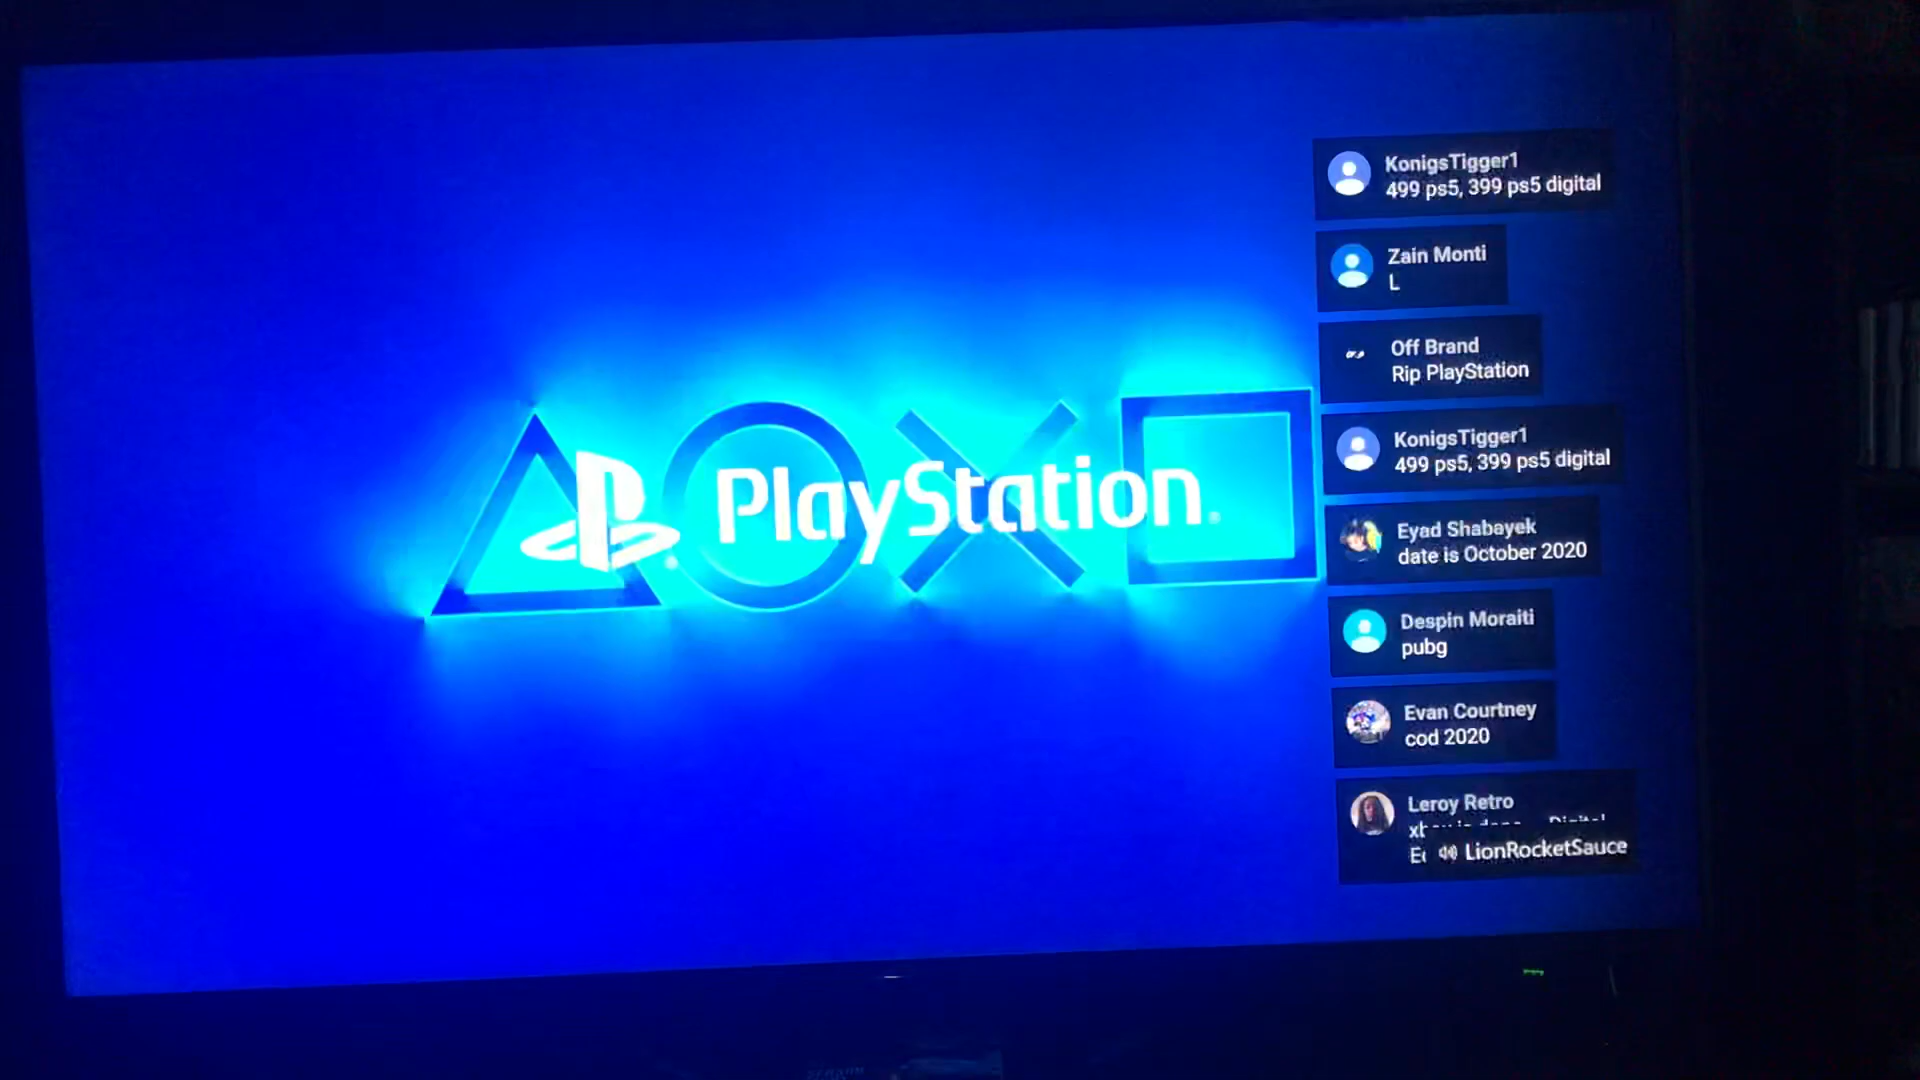 PlayStation
KonigsTigger1
499 ps5, 399 ps5 digital
Zain Monti
L
Off Brand
Rip PlayStation
KonigsTigger1
499 ps5, 399 ps5 digital
Eyad Shabayek
date is October 2020
Despin Moraiti
pubg
Evan Courtney
cod 2020
Leroy Retro
LionRocketSauce